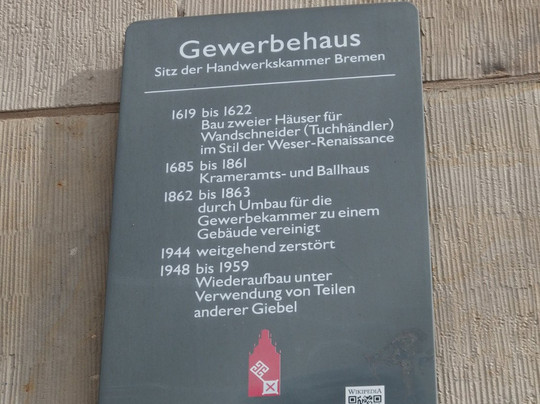 Gewerbehaus
Sitz der Handwerkskammer Bremen
1619 bis 1622
Bau zweier Häuser für
Wandschneider (Tuchhändler)
im Stil der Weser-Renaissance
1685 bis 1861
Krameramts- und Ballhaus
1862 bis 1863
durch Umbau für die
Gewerbekammer zu einem
Gebäude vereinigt
1944 weitgehend zerstört
1948 bis 1959
Wiederaufbau unter
Verwendung von Teilen
anderer Giebel
WIKIPEDIA